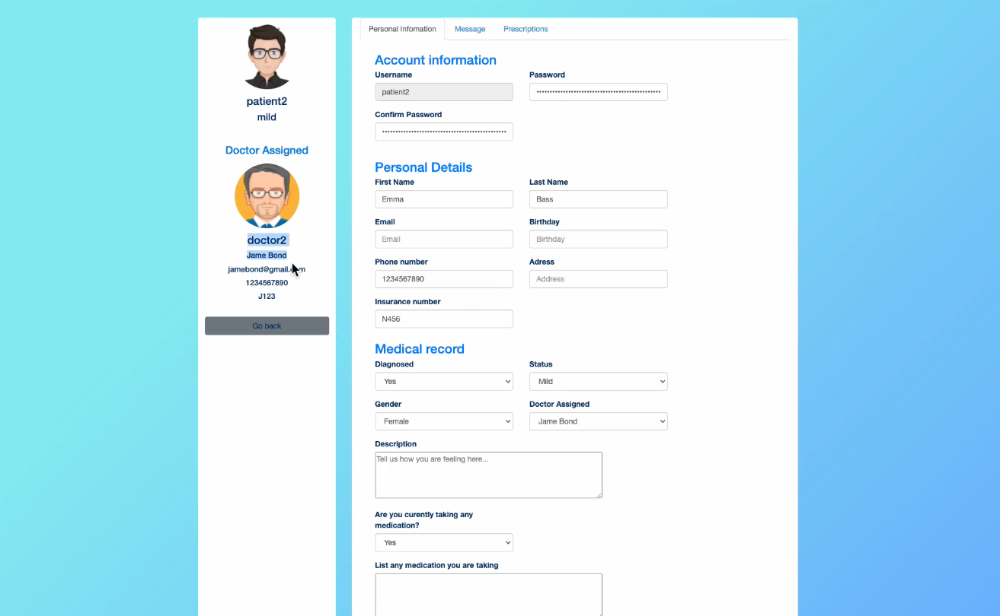 patient2
mild
Doctor Assigned
doctor2
Jame Bond
jamebond@gmail.c m
1234567890
J123
Go back
Personal Infomation Message Prescriptions
Account information
Username Password
patient2 •••••••••••••••••••••••••••••••••••••••••••••••
Confirm Password
•••••••••••••••••••••••••••••••••••••••••••••••
Personal Details
First Name Last Name
Emma Bass
Email Birthday
Email Birthday
Phone number Adress
1234567890 Address
Insurance number
N456
Medical record
Diagnosed Status
Yes Mild
Gender Doctor Assigned
Female Jame Bond
Description
Tell us how you are feeling here...
Are you curently taking any
medication?
Yes
List any medication you are taking